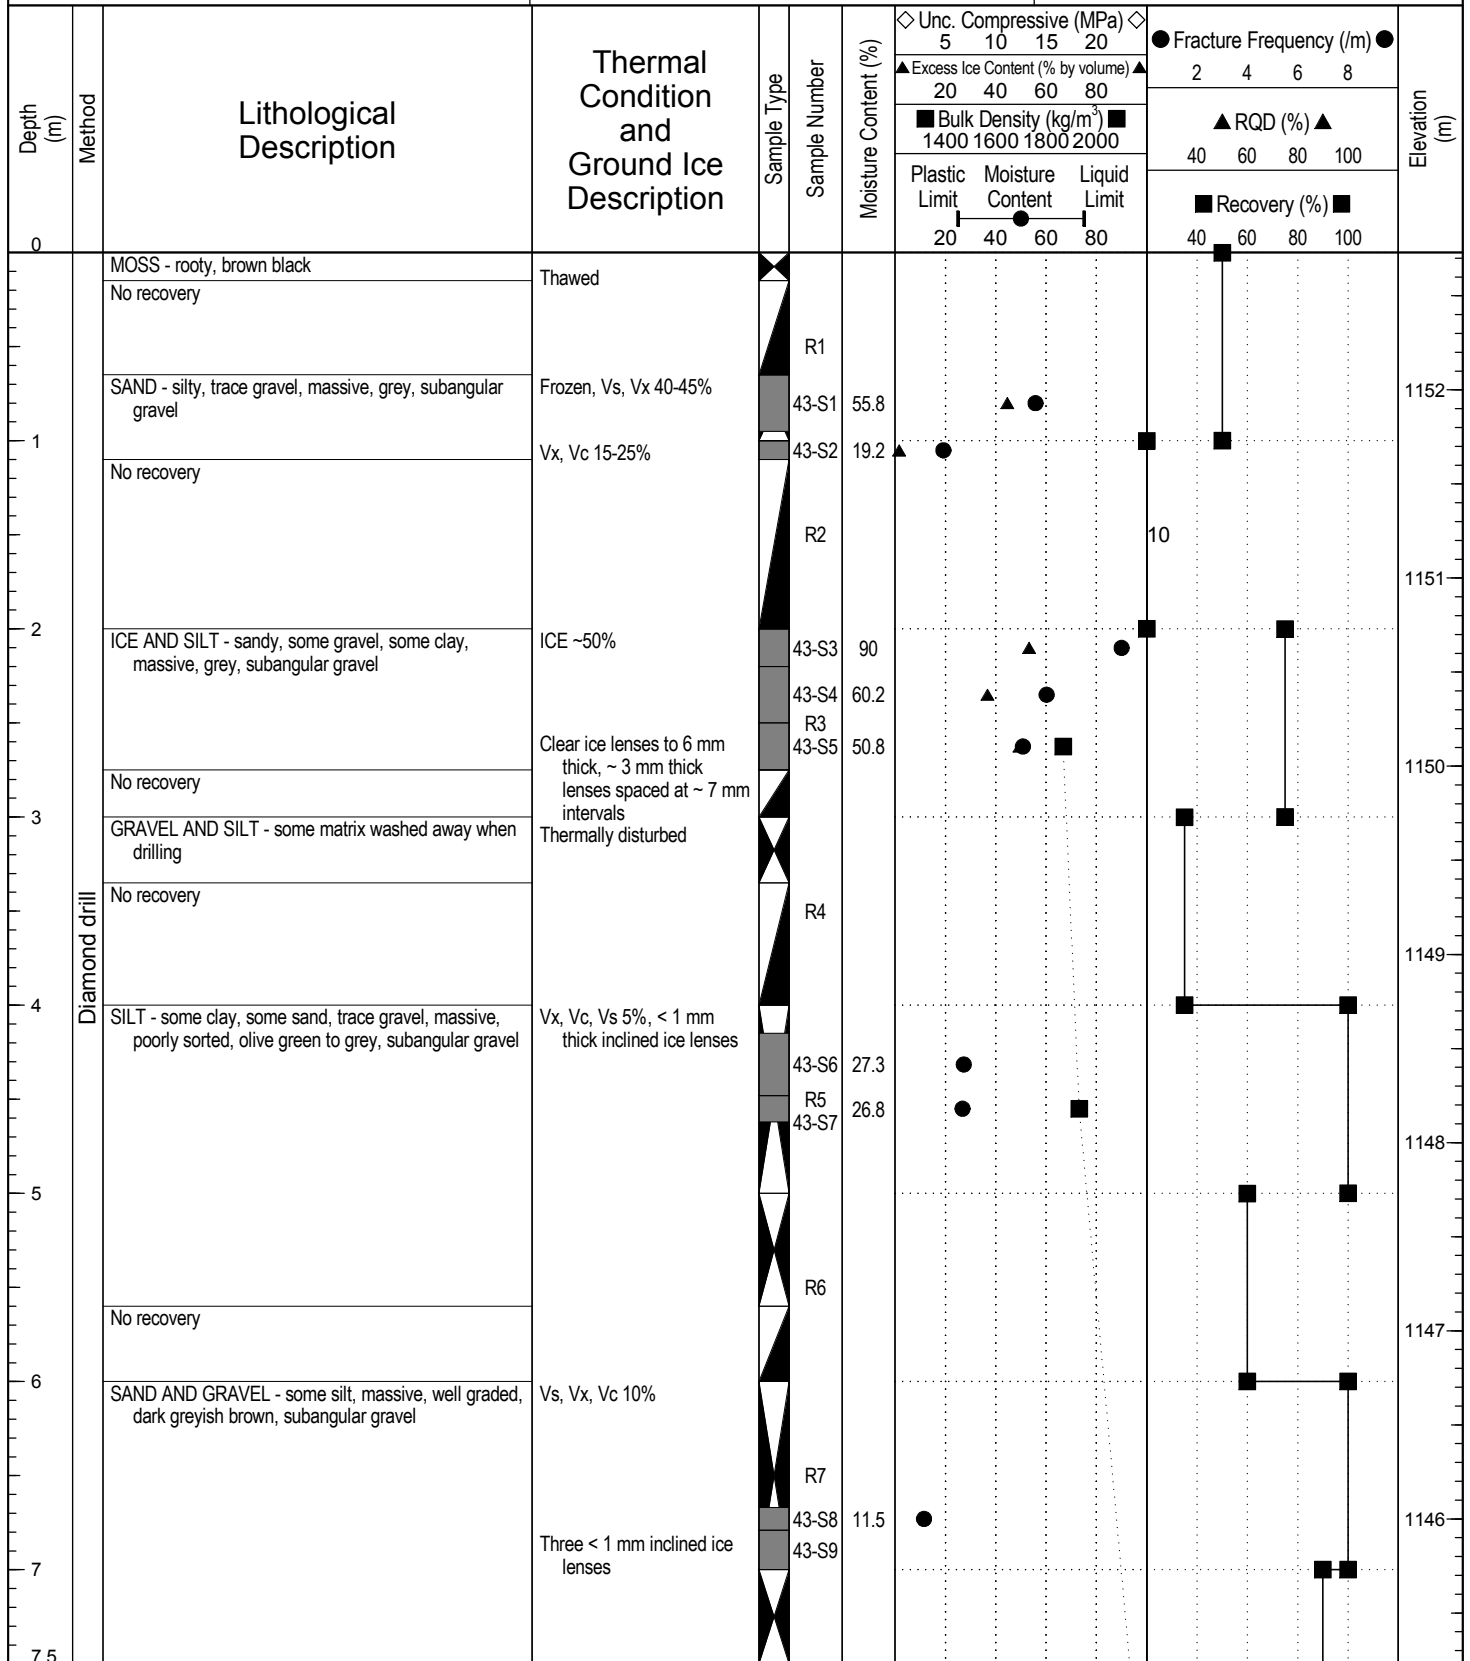 Depth
(m)
Method
Lithological
Description
Thermal
Condition
and
Ground Ice
Description
Sample Type
Sample Number
Moisture Content (%)
Unc. Compressive (MPa)
5 10 15 20
Excess Ice Content (% by volume)
20 40 60 80
Bulk Density (kg/m³)
1400 1600 1800 2000
Plastic Moisture Liquid
Limit Content Limit
20 40 60 80
Fracture Frequency (/m)
2 4 6 8
RQD (%)
40 60 80 100
Recovery (%)
40 60 80 100
Elevation
(m)
0
MOSS - rooty, brown black
Thawed
No recovery
R1
SAND - silty, trace gravel, massive, grey, subangular
gravel
Frozen, Vs, Vx 40-45%
43-S1 55.8
1152
1
Vx, Vc 15-25%
43-S2 19.2
No recovery
R2
10
1151
2
ICE AND SILT - sandy, some gravel, some clay,
massive, grey, subangular gravel
ICE ~50%
43-S3 90
43-S4 60.2
R3
43-S5 50.8
Clear ice lenses to 6 mm
thick, ~ 3 mm thick
lenses spaced at ~ 7 mm
intervals
1150
No recovery
3
GRAVEL AND SILT - some matrix washed away when
drilling
Thermally disturbed
No recovery
R4
Diamond drill
1149
4
SILT - some clay, some sand, trace gravel, massive,
poorly sorted, olive green to grey, subangular gravel
Vx, Vc, Vs 5%, < 1 mm
thick inclined ice lenses
43-S6 27.3
R5
26.8
43-S7
1148
5
R6
No recovery
1147
6
SAND AND GRAVEL - some silt, massive, well graded,
dark greyish brown, subangular gravel
Vs, Vx, Vc 10%
R7
43-S8 11.5
1146
Three < 1 mm inclined ice
lenses
43-S9
7
7.5